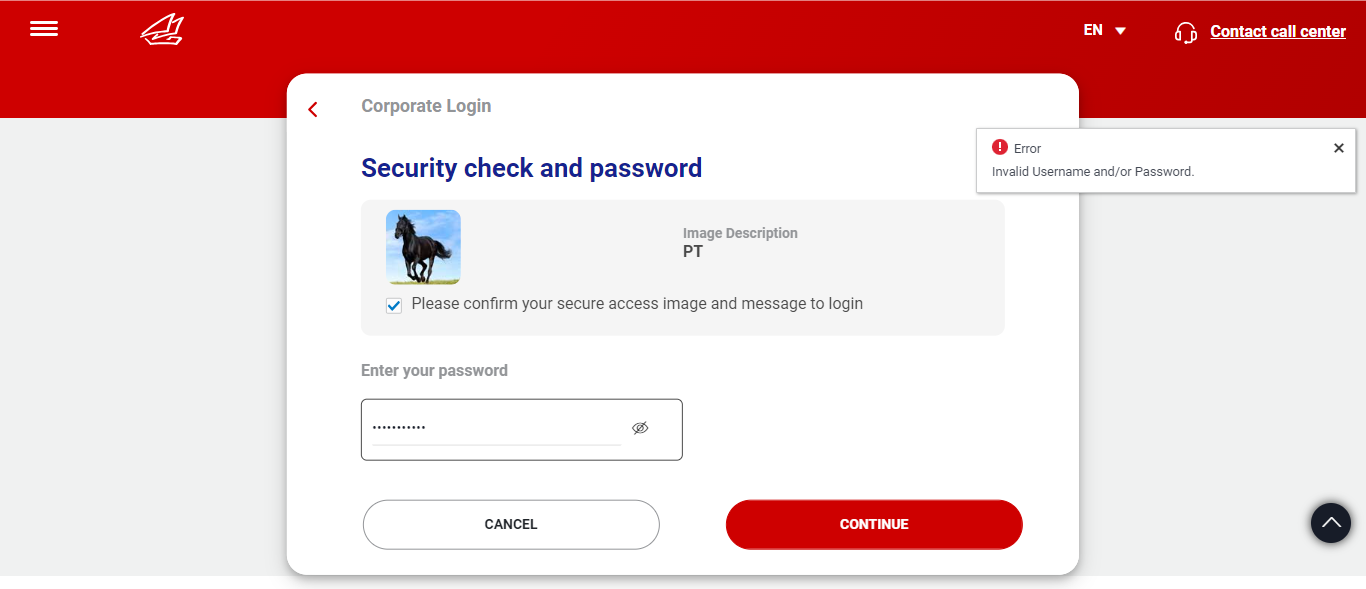 EN
Contact call center
Corporate Login
Error
Invalid Username and/or Password.
Security check and password
Image Description
PT
Please confirm your secure access image and message to login
Enter your password
•••••••••••
CANCEL
CONTINUE